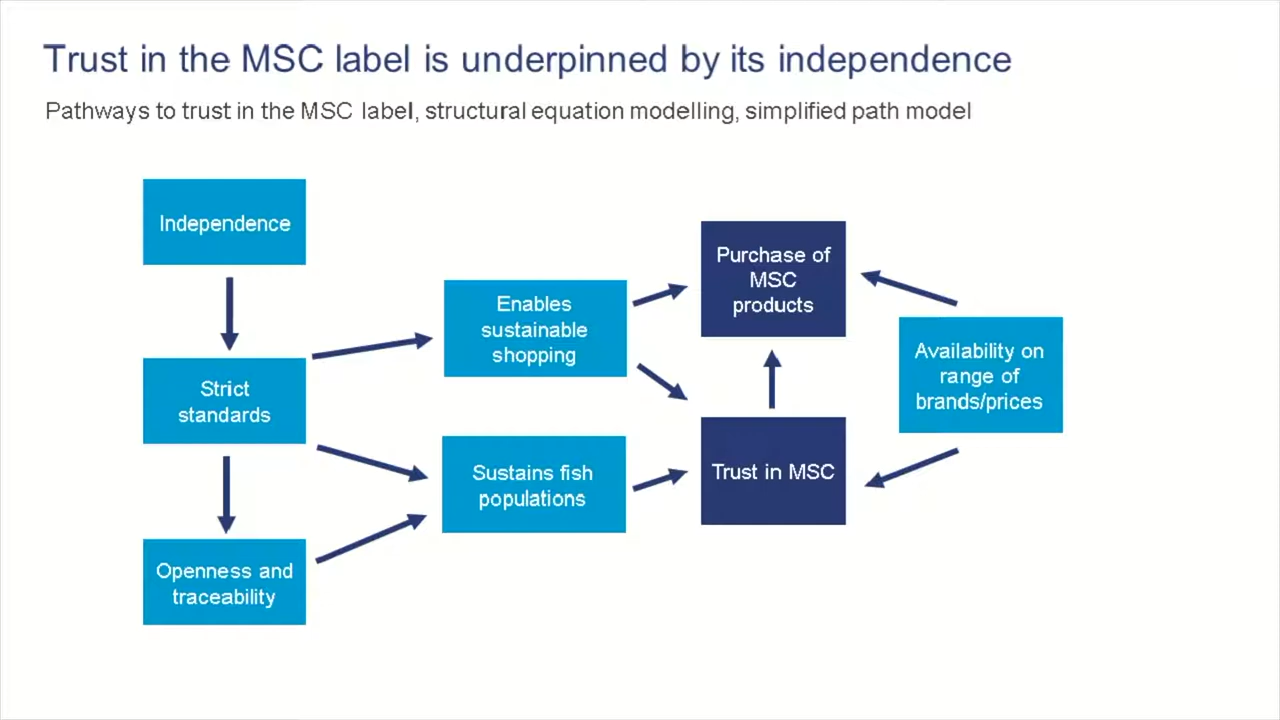 Trust in the MSC label is underpinned by its independence
Pathways to trust in the MSC label, structural equation modelling, simplified path model
Independence
Strict
standards
Openness and
traceability
Enables
sustainable
shopping
Sustains fish
populations
Purchase of
MSC
products
Trust in MSC
Availability on
range of
brands/prices